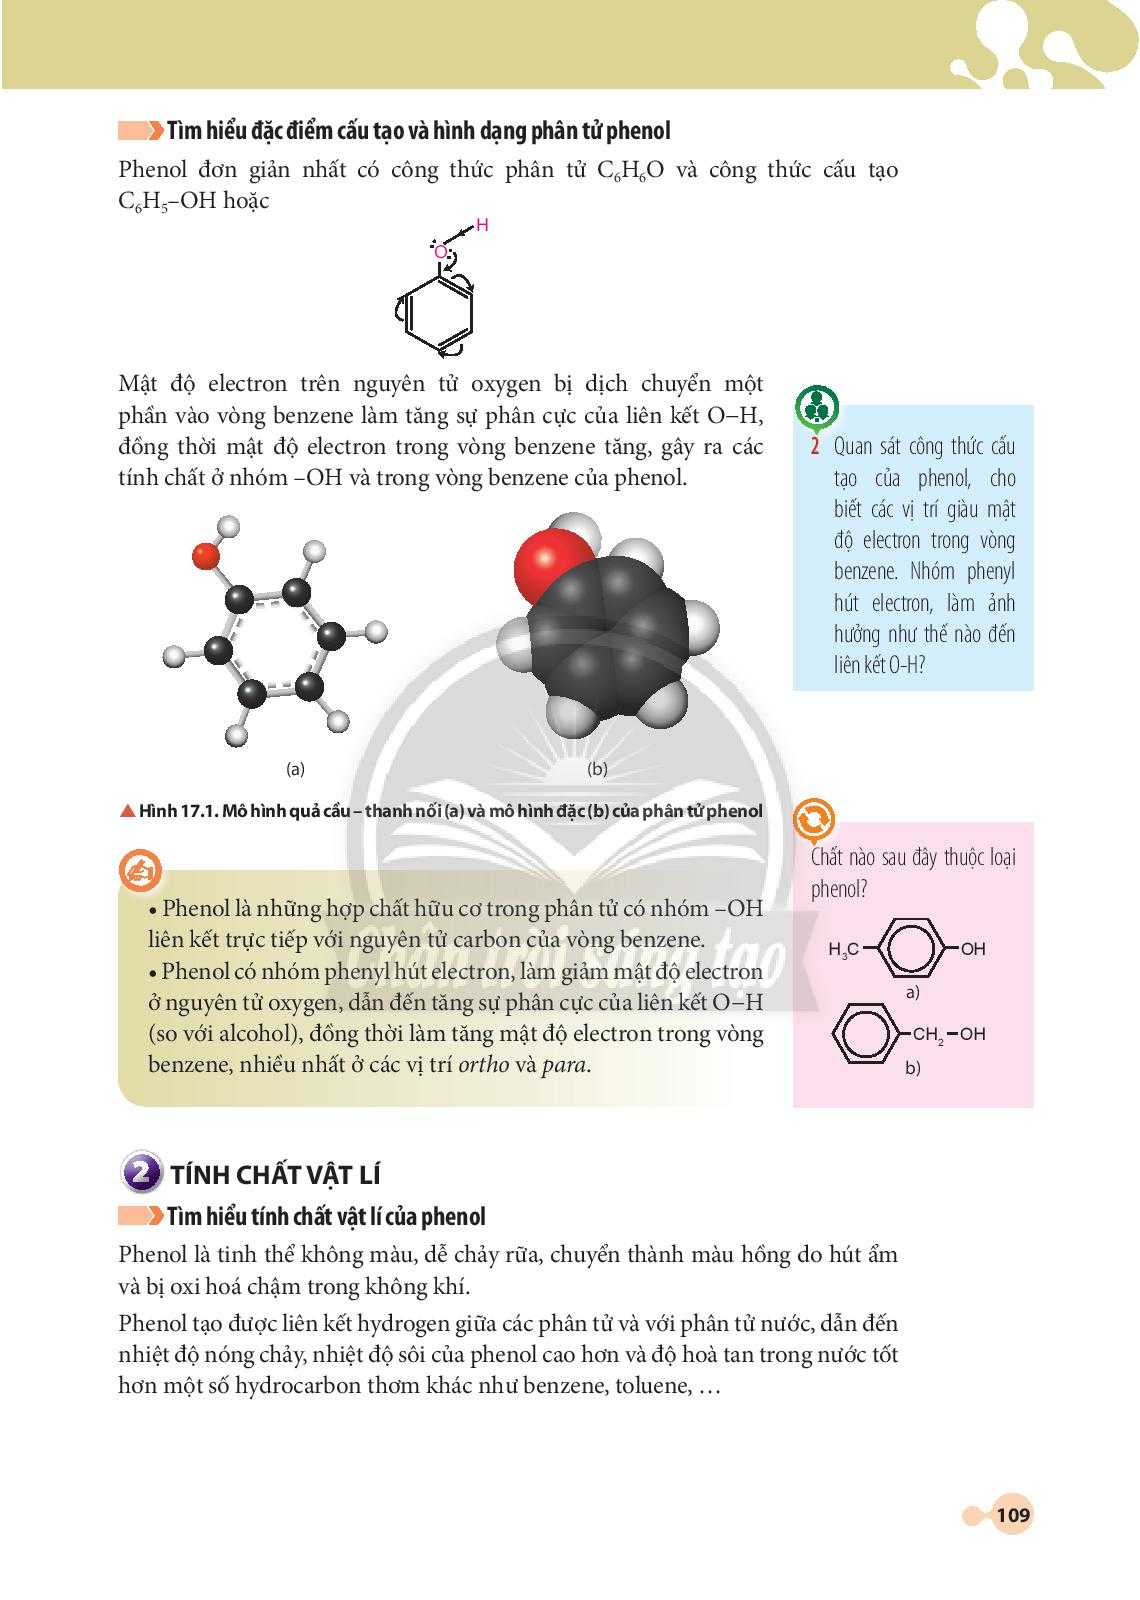 Tìm hiểu đặc điểm cấu tạo và hình dạng phân tử phenol
Phenol đơn giản nhất có công thức phân tử C₆H₆O và công thức cấu tạo
C₆H₅–OH hoặc
H
O
Mật độ electron trên nguyên tử oxygen bị dịch chuyển một
phần vào vòng benzene làm tăng sự phân cực của liên kết O–H,
đồng thời mật độ electron trong vòng benzene tăng, gây ra các
tính chất ở nhóm –OH và trong vòng benzene của phenol.
2 Quan sát công thức cấu
tạo của phenol, cho
biết các vị trí giàu mật
độ electron trong vòng
benzene. Nhóm phenyl
hút electron, làm ảnh
hưởng như thế nào đến
liên kết O-H?
(a)
(b)
Hình 17.1. Mô hình quả cầu – thanh nối (a) và mô hình đặc (b) của phân tử phenol
• Phenol là những hợp chất hữu cơ trong phân tử có nhóm –OH
liên kết trực tiếp với nguyên tử carbon của vòng benzene.
• Phenol có nhóm phenyl hút electron, làm giảm mật độ electron
ở nguyên tử oxygen, dẫn đến tăng sự phân cực của liên kết O–H
(so với alcohol), đồng thời làm tăng mật độ electron trong vòng
benzene, nhiều nhất ở các vị trí ortho và para.
Chân trời sáng tạo
Chất nào sau đây thuộc loại
phenol?
H₃C OH
a)
CH₂ – OH
b)
2 TÍNH CHẤT VẬT LÍ
Tìm hiểu tính chất vật lí của phenol
Phenol là tinh thể không màu, dễ chảy rữa, chuyển thành màu hồng do hút ẩm
và bị oxi hoá chậm trong không khí.
Phenol tạo được liên kết hydrogen giữa các phân tử và với phân tử nước, dẫn đến
nhiệt độ nóng chảy, nhiệt độ sôi của phenol cao hơn và độ hoà tan trong nước tốt
hơn một số hydrocarbon thơm khác như benzene, toluene, …
109